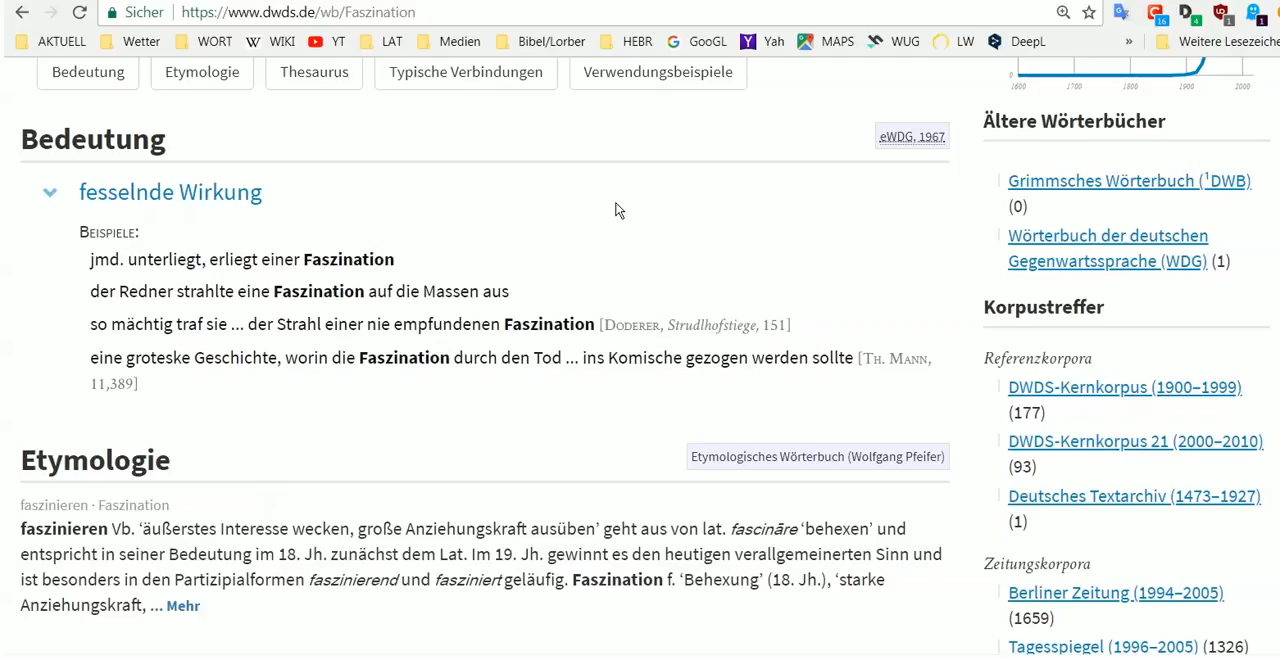 Sicher https://www.dwds.de/wb/Faszination
16 4 1 1
AKTUELL Wetter WORT WIKI YT LAT Medien Bibel/Lorber HEBR GooGL Yah MAPS WUG LW DeepL » Weitere Lesezeiche
Bedeutung Etymologie Thesaurus Typische Verbindungen Verwendungsbeispiele
0
1600 1700 1800 1900 2000
Bedeutung
eWDG, 1967
fesselnde Wirkung
BEISPIELE:
jmd. unterliegt, erliegt einer Faszination
der Redner strahlte eine Faszination auf die Massen aus
so mächtig traf sie ... der Strahl einer nie empfundenen Faszination [DODERER, Strudlhofstiege, 151]
eine groteske Geschichte, worin die Faszination durch den Tod ... ins Komische gezogen werden sollte [TH. MANN,
11,389]
Etymologie
Etymologisches Wörterbuch (Wolfgang Pfeifer)
faszinieren · Faszination
faszinieren Vb. ‘äußerstes Interesse wecken, große Anziehungskraft ausüben’ geht aus von lat. fascināre ‘behexen’ und
entspricht in seiner Bedeutung im 18. Jh. zunächst dem Lat. Im 19. Jh. gewinnt es den heutigen verallgemeinerten Sinn und
ist besonders in den Partizipialformen faszinierend und fasziniert geläufig. Faszination f. ‘Behexung’ (18. Jh.), ‘starke
Anziehungskraft, ... Mehr
Ältere Wörterbücher
Grimmsches Wörterbuch (¹DWB)
(0)
Wörterbuch der deutschen
Gegenwartssprache (WDG) (1)
Korpustreffer
Referenzkorpora
DWDS-Kernkorpus (1900–1999)
(177)
DWDS-Kernkorpus 21 (2000–2010)
(93)
Deutsches Textarchiv (1473–1927)
(1)
Zeitungskorpora
Berliner Zeitung (1994–2005)
(1659)
Tagesspiegel (1996–2005) (1326)